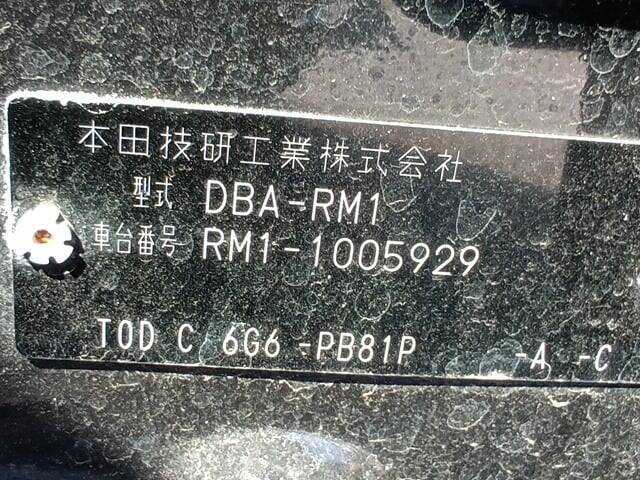 本田技研工業株式会社
型式 DBA-RM1
車台番号 RM1-1005929
TOD C 6G6 -PB81P -A -C